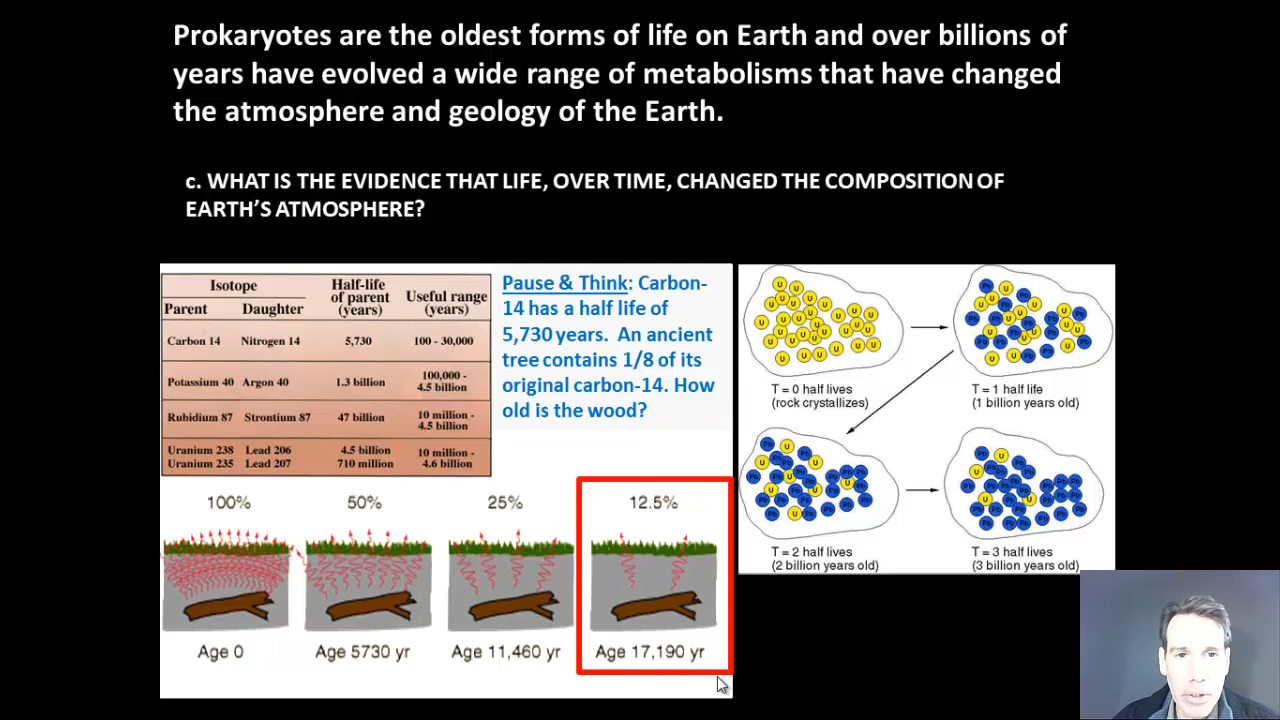 Prokaryotes are the oldest forms of life on Earth and over billions of
years have evolved a wide range of metabolisms that have changed
the atmosphere and geology of the Earth.
c. WHAT IS THE EVIDENCE THAT LIFE, OVER TIME, CHANGED THE COMPOSITION OF
EARTH'S ATMOSPHERE?
Isotope
Parent Daughter
Half-life
of parent
(years)
Useful range
(years)
Carbon 14 Nitrogen 14 5,730 100 - 30,000
Potassium 40 Argon 40 1.3 billion 100,000 -
4.5 billion
Rubidium 87 Strontium 87 47 billion 10 million -
4.5 billion
Uranium 238 Lead 206 4.5 billion 10 million -
Uranium 235 Lead 207 710 million 4.6 billion
Pause & Think: Carbon-
14 has a half life of
5,730 years. An ancient
tree contains 1/8 of its
original carbon-14. How
old is the wood?
100% 50% 25% 12.5%
Age 0 Age 5730 yr Age 11,460 yr Age 17,190 yr
T = 0 half lives
(rock crystallizes)
T = 1 half life
(1 billion years old)
T = 2 half lives
(2 billion years old)
T = 3 half lives
(3 billion years old)